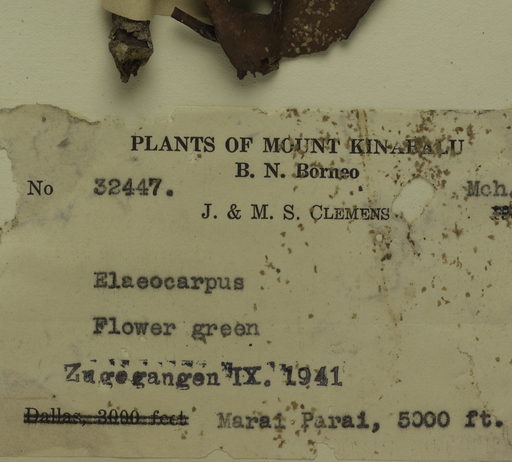 PLANTS OF MOUNT KINABALU
B. N. Borneo
No 32447. Mch.
J. & M. S. CLEMENS
Elaeocarpus
Flower green
Zugegangen IX. 1941
Dallas, 3000 feet Marai Parai, 5000 ft.